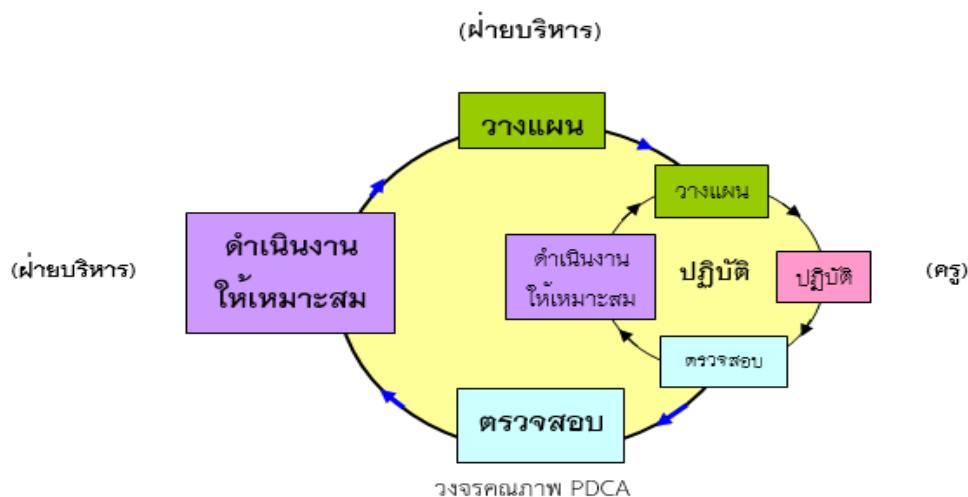 (ฝ่ายบริหาร)
วางแผน
วางแผน
ดำเนินงาน
ให้เหมาะสม
(ฝ่ายบริหาร)
ดำเนินงาน
ให้เหมาะสม
ปฏิบัติ
ปฏิบัติ
(ครู)
ตรวจสอบ
ตรวจสอบ
วงจรคุณภาพ PDCA